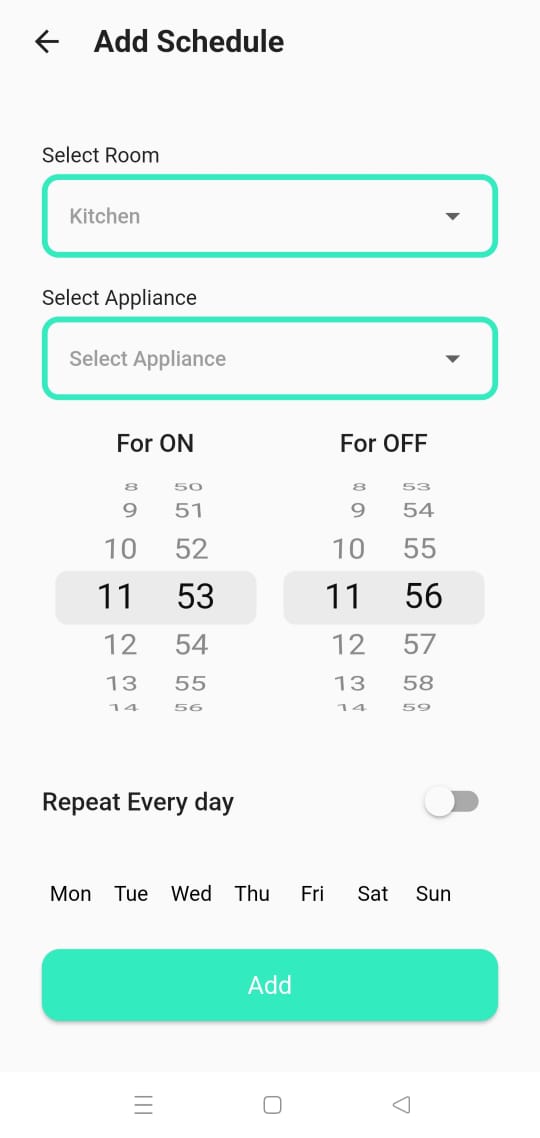 Add Schedule
Select Room
Kitchen
Select Appliance
Select Appliance
For ON For OFF
8 50 8 53
9 51 9 54
10 52 10 55
11 53 11 56
12 54 12 57
13 55 13 58
14 56 14 59
Repeat Every day
Mon Tue Wed Thu Fri Sat Sun
Add